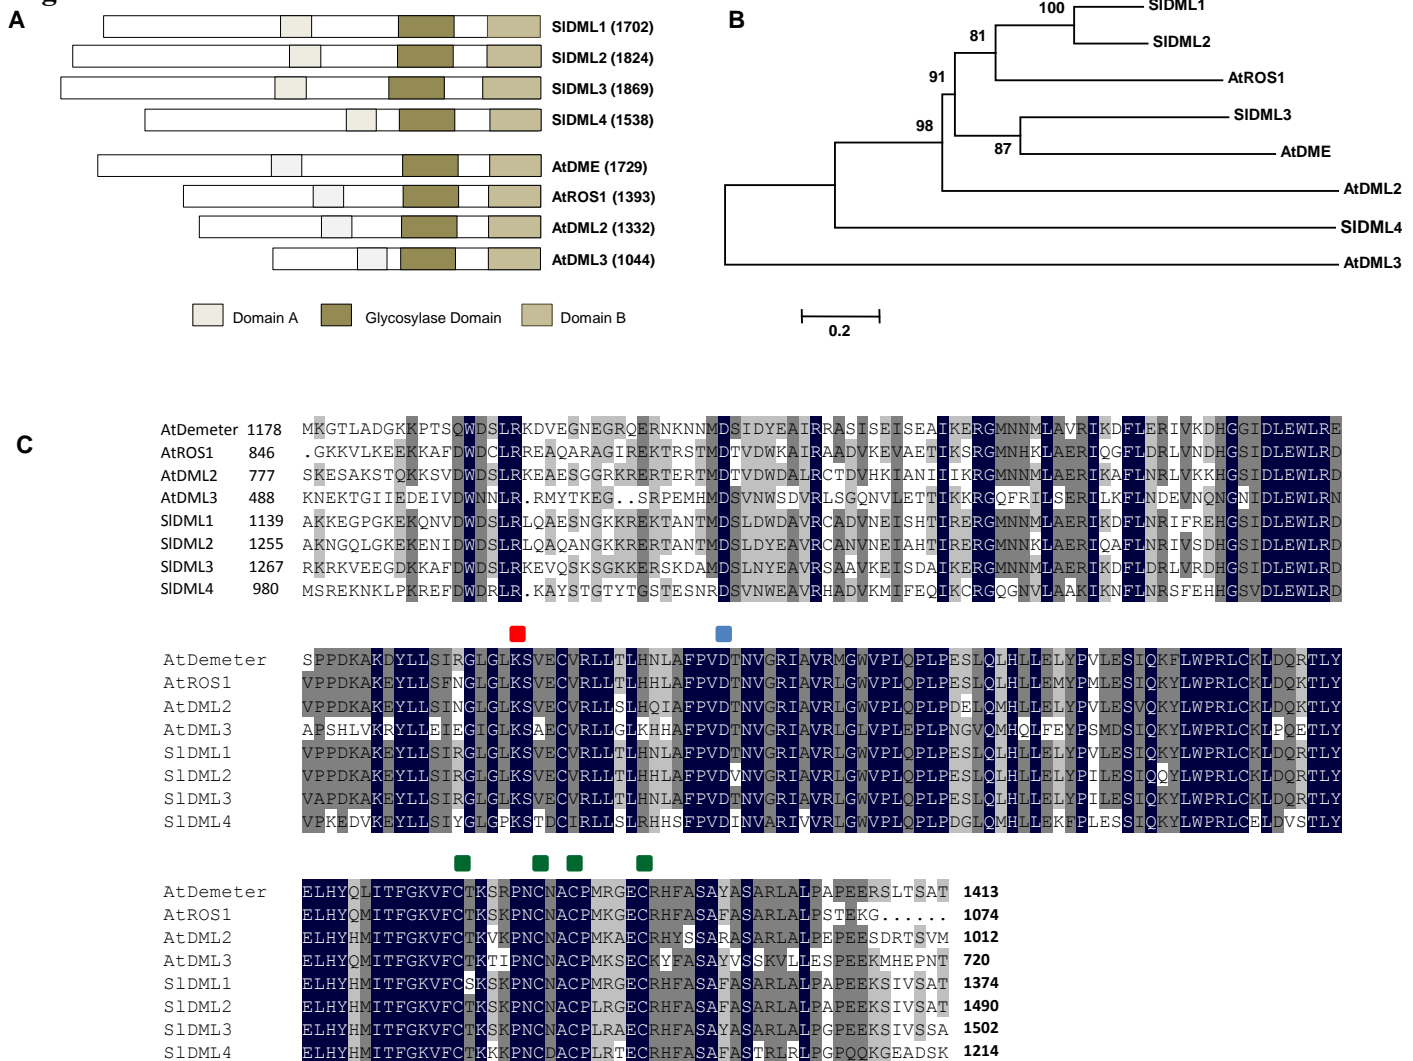 A
SlDML1 (1702)
SlDML2 (1824)
SlDML3 (1869)
SlDML4 (1538)
AtDME (1729)
AtROS1 (1393)
AtDML2 (1332)
AtDML3 (1044)
Domain A Glycosylase Domain Domain B
B
100 SlDML1
SlDML2
81
AtROS1
91
SlDML3
98
87 AtDME
AtDML2
SlDML4
AtDML3
0.2
C
AtDemeter 1178 MKGTLADGKKPTSQWDSLRKDVEGNEGRQERNKNNMDSIDYEAIRRASISEISEAIKERGMNNMLAVRIKDFLERIVKDHGGIDLEWLRE
AtROS1 846 .GKKVLKEEKKAFDWDCLRREAQARAGIREKTRSTMDTVDWKAIRAADVKEVAETIKSRGMNHKLAERIQGFLDRLVNDHGSIDLEWLRD
AtDML2 777 SKESAKSTQKKSVDWDSLRKEAESGGRKRERTERTMDTVDWDALRCTDVHKIANIIIKRGMNNMLAERIKAFLNRLVKKHGSIDLEWLRD
AtDML3 488 KNEKTGIIEDEIVDWNNLR.RMYTKEG..SRPEMHMDSVNWSDVRLSGQNVLETTIKKRGQFRILSERILKFLNDEVNQNGNIDLEWLRN
SlDML1 1139 AKKEGPGKEKQNVDWDSLRLQAESNGKKREKTANTMDSLDWDAVRCADVNEISHTIRERGMNNMLAERIKDFLNRIFREHGSIDLEWLRD
SlDML2 1255 AKNGQLGKEKENIDWDSLRLQAQANGKKRERTANTMDSLDYEAVRCANVNEIAHTIRERGMNNKLAERIQAFLNRIVSDHGSIDLEWLRD
SlDML3 1267 RKRKVEEGDKKAFDWDSLRKEVQSKSGKKERSKDAMDSLNYEAVRSAAVKEISDAIKERGMNNMLAERIKDFLNRLVRDHGSIDLEWLRD
SlDML4 980 MSREKNKLPKREFDWDRLR.KAYSTGTYTGSTESNRDSVNWEAVRHADVKMIFEQIKCRGQGNVLAAKIKNFLNRSFEHHGSVDLEWLRD
AtDemeter SPPDKAKDYLLSIRGLGLKSVECVRLLTLHNLAFPVDTNVGRIAVRMGWVPLQPLPESLQLHLLELYPVLESIQKFLWPRLCKLDQRTLY
AtROS1 VPPDKAKEYLLSFNGLGLKSVECVRLLTLHHLAFPVDTNVGRIAVRLGWVPLQPLPESLQLHLLEMYPMLESIQKYLWPRLCKLDQKTLY
AtDML2 VPPDKAKEYLLSINGLGLKSVECVRLLSLHQIAFPVDTNVGRIAVRLGWVPLQPLPDELQMHLLELYPVLESVQKYLWPRLCKLDQKTLY
AtDML3 APSHLVKRYLLEIEGIGLKSAECVRLLGLKHHAFPVDTNVGRIAVRLGLVPLEPLPNGVQMHQLFEYPSMDSIQKYLWPRLCKLPQETLY
SlDML1 VPPDKAKEYLLSIRGLGLKSVECVRLLTLHNLAFPVDTNVGRIAVRLGWVPLQPLPESLQLHLLELYPVLESIQKYLWPRLCKLDQRTLY
SlDML2 VPPDKAKEYLLSIRGLGLKSVECVRLLTLHHLAFPVDVNVGRIAVRLGWVPLQPLPESLQLHLLELYPILESIQQYLWPRLCKLDQRTLY
SlDML3 VAPDKAKEYLLSIRGLGLKSVECVRLLTLHNLAFPVDTNVGRIAVRLGWVPLQPLPESLQLHLLELYPILESIQKYLWPRLCKLDQRTLY
SlDML4 VPKEDVKEYLLSIYGLGPKSTDCIRLLSLRHHSFPVDINVARIVVRLGWVPLQPLPDGLQMHLLEKFPLESSIQKYLWPRLCELDVSTLY
AtDemeter ELHYQLITFGKVFCTKSRPNCNACPMRGECRHFASAYASARLALPAPEERSLTSAT 1413
AtROS1 ELHYQMITFGKVFCTKSKPNCNACPMKGECRHFASAFASARLALPSTEKG...... 1074
AtDML2 ELHYHMITFGKVFCTKVKPNCNACPMKAECRHYSSARASARLALPEPEESDRTSVM 1012
AtDML3 ELHYQMITFGKVFCTKTIPNCNACPMKSECKYFASAYVSSKVLLESPEEKMHEPNT 720
SlDML1 ELHYHMITFGKVFCSKSKPNCNACPMRGECRHFASAFASARLALPAPEEKSIVSAT 1374
SlDML2 ELHYHMITFGKVFCTKSKPNCNACPLRGECRHFASAFASARLALPAPEEKSIVSAT 1490
SlDML3 ELHYHMITFGKVFCTKSKPNCNACPLRAECRHFASAYASARLALPGPEEKSIVSSA 1502
SlDML4 ELHYHMITFGKVFCTKKKPNCDACPLRTECRHFASAFASTRLRLPGPQQKGEADSK 1214